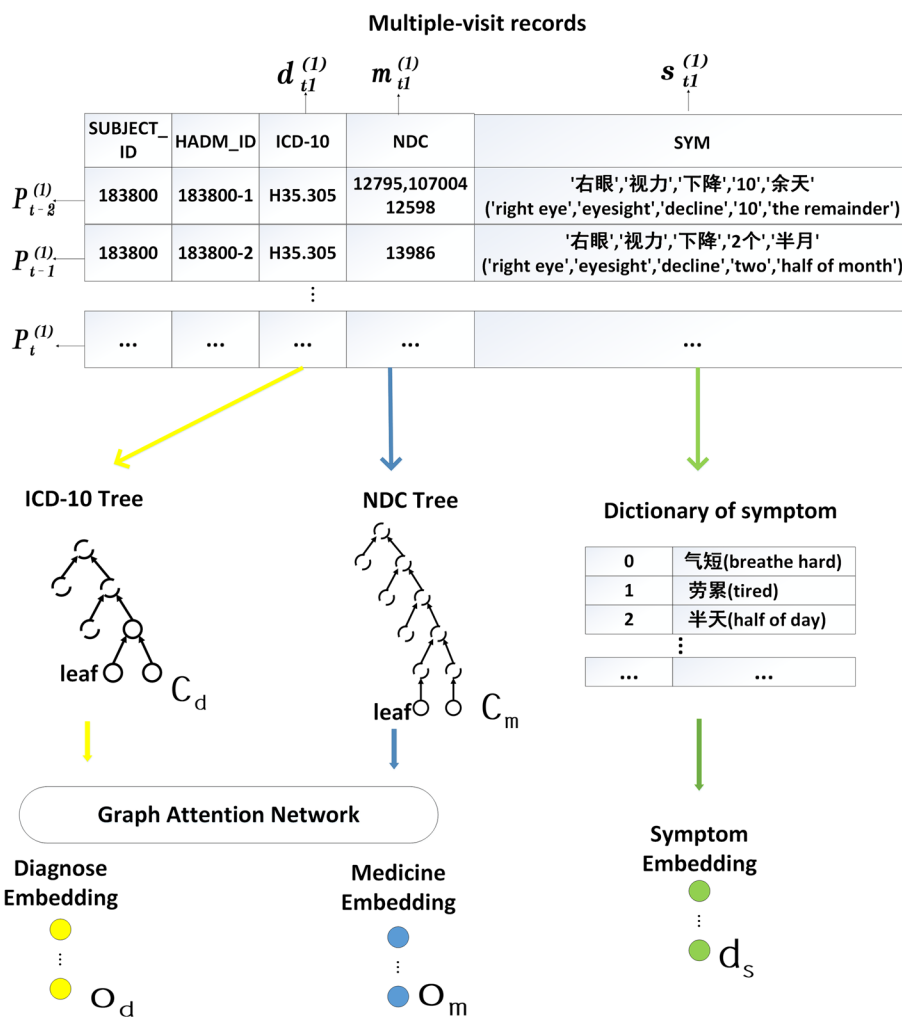 Multiple-visit records
d t1 (1) m t1 (1) s t1 (1)
SUBJECT_ID HADM_ID ICD-10 NDC SYM
P t-2 (1) 183800 183800-1 H35.305 12795,107004 12598 '右眼','视力','下降','10','余天'
('right eye','eyesight','decline','10','the remainder')
P t-1 (1) 183800 183800-2 H35.305 13986 '右眼','视力','下降','2个','半月'
('right eye','eyesight','decline','two','half of month')
⋮
P t (1) ... ... ... ... ...
ICD-10 Tree
NDC Tree
Dictionary of symptom
0 气短(breathe hard)
1 劳累(tired)
2 半天(half of day)
⋮
... ...
leaf
C d
leaf
C m
Graph Attention Network
Diagnose
Embedding
Medicine
Embedding
Symptom
Embedding
⋮
⋮
⋮
O d
O m
d s